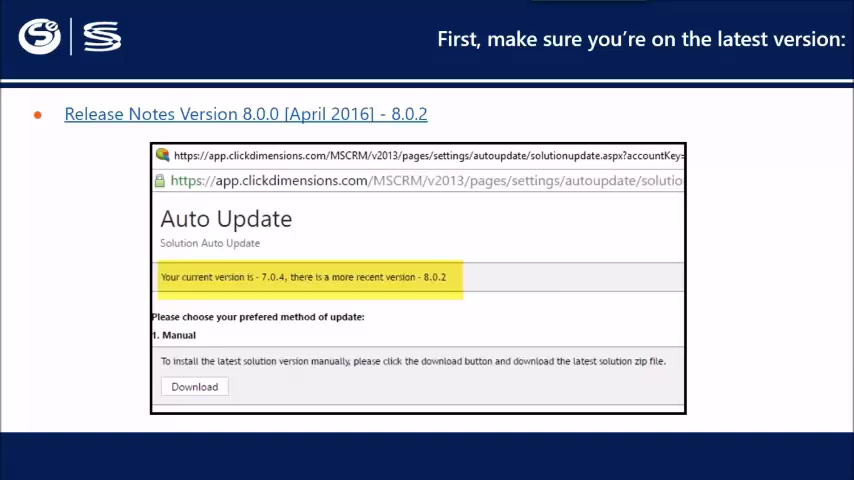 First, make sure you're on the latest version:
Release Notes Version 8.0.0 [April 2016] - 8.0.2
https://app.clickdimensions.com/MSCRM/v2013/pages/settings/autoupdate/solutionupdate.aspx?accountKey=
https://app.clickdimensions.com/MSCRM/v2013/pages/settings/autoupdate/solutio
Auto Update
Solution Auto Update
Your current version is - 7.0.4, there is a more recent version - 8.0.2
Please choose your prefered method of update:
1. Manual
To install the latest solution version manually, please click the download button and download the latest solution zip file.
Download